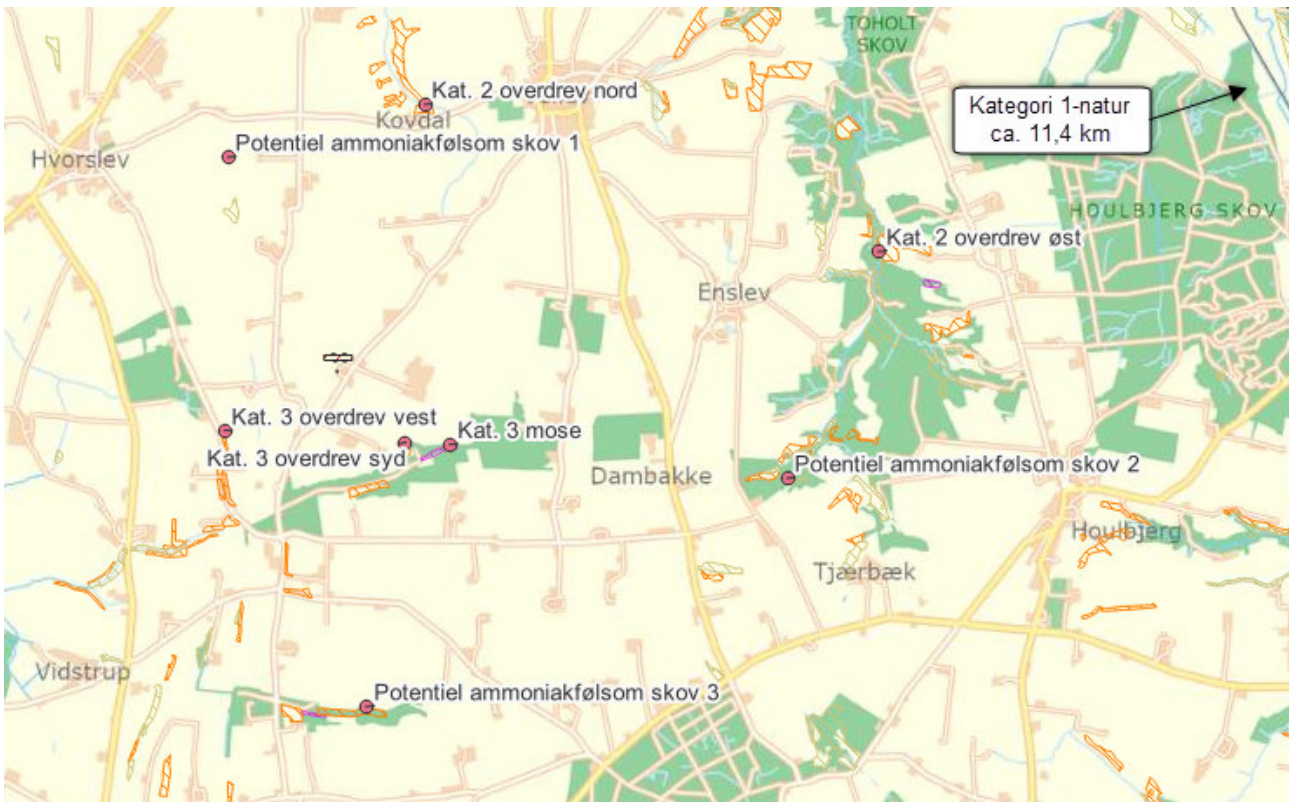 TOHOLT
SKOV
Kat. 2 overdrev nord
Kovdal
Kategori 1-natur
ca. 11,4 km
Potentiel ammoniakfølsom skov 1
Hvorslev
HOULBJERG SKOV
Kat. 2 overdrev øst
Enslev
Kat. 3 overdrev vest
Kat. 3 mose
Kat. 3 overdrev syd
Dambakke
Potentiel ammoniakfølsom skov 2
Houlbjerg
Tjærbæk
Vidstrup
Potentiel ammoniakfølsom skov 3